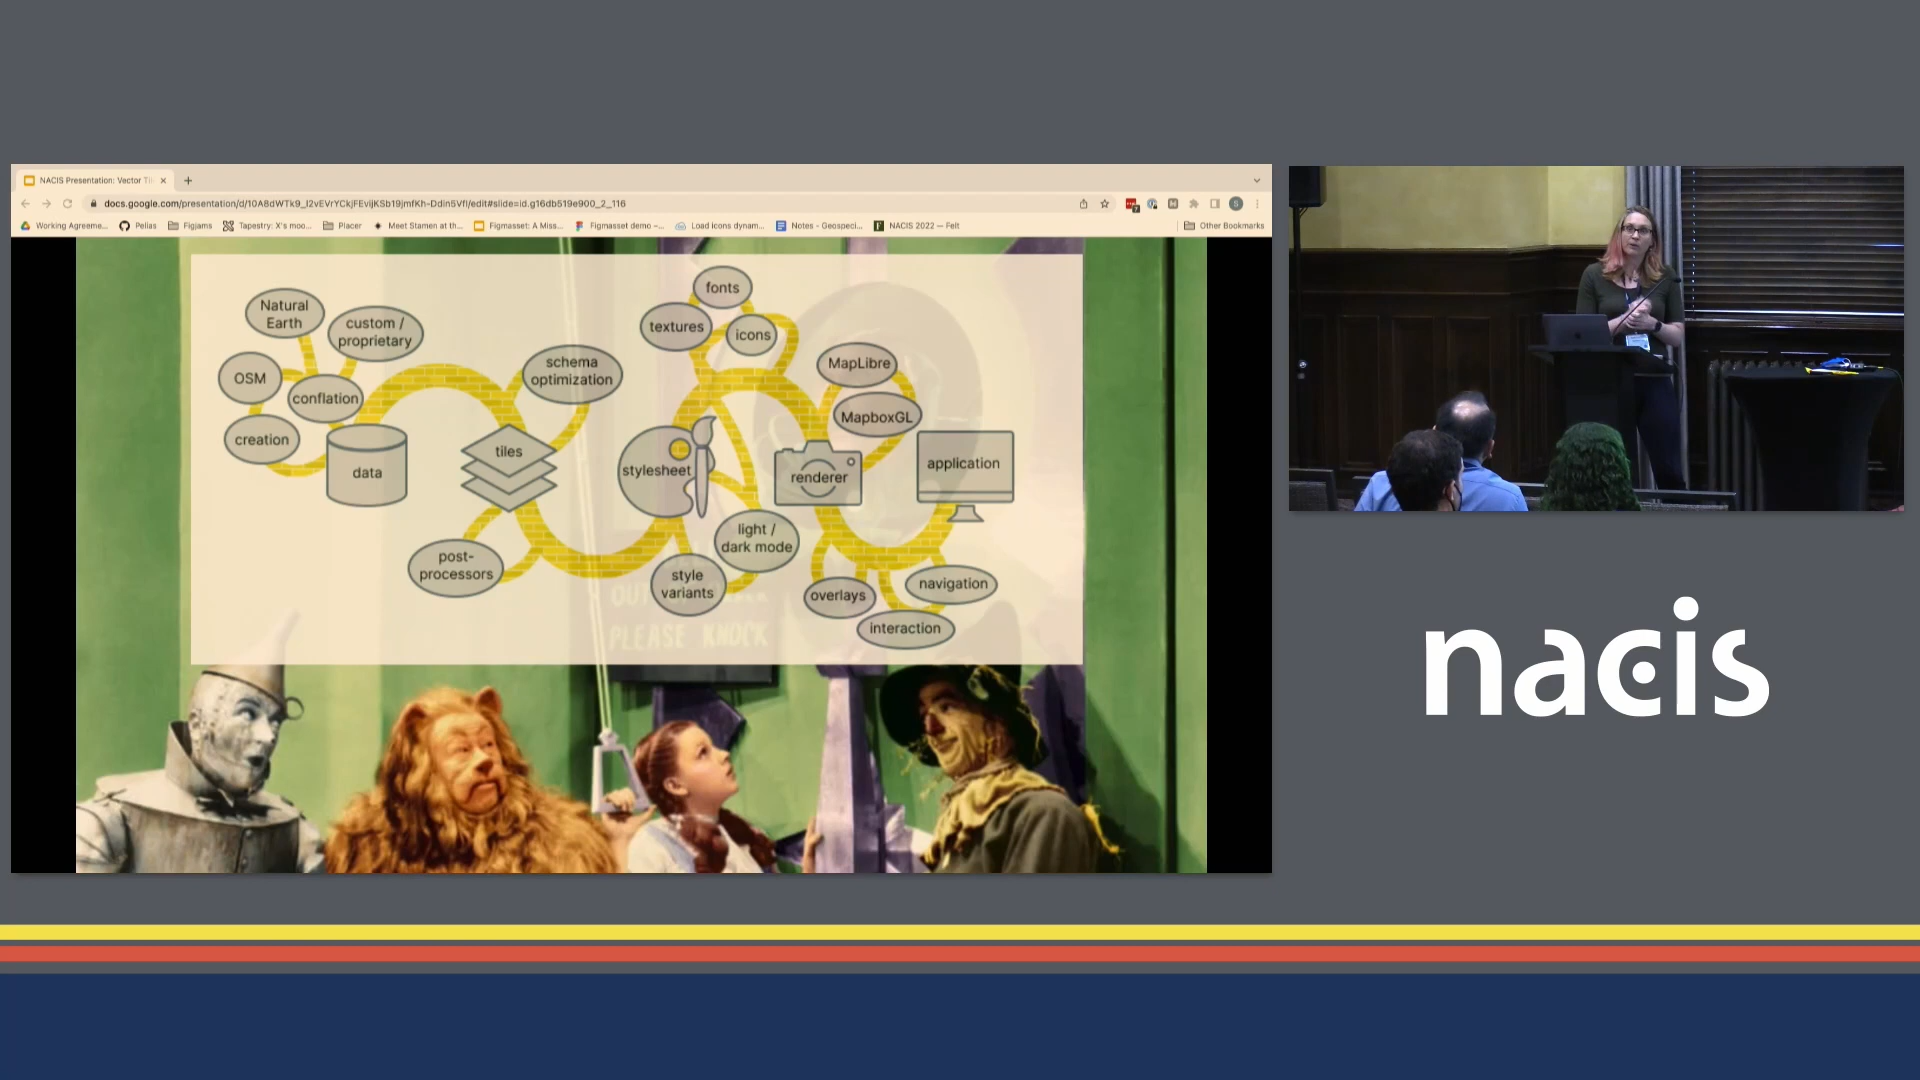 NACIS Presentation: Vector Til
docs.google.com/presentation/d/10A8dWTk9_I2vEVrYCkjFEvijKSb19jmfKh-Ddin5VfI/edit#slide=id.g16db519e900_2_116
Working Agreeme...
Pelias
Figjams
Tapestry: X's moo...
Placer
Meet Stamen at th...
Figmasset: A Miss...
Figmasset demo –...
Load icons dynam...
Notes - Geospeci...
NACIS 2022 — Felt
Other Bookmarks
Natural
Earth
custom /
proprietary
OSM
conflation
creation
data
schema
optimization
tiles
post-
processors
fonts
textures
icons
stylesheet
light /
dark mode
style
variants
MapLibre
MapboxGL
renderer
application
overlays
navigation
interaction
PLEASE KNOCK
nacis